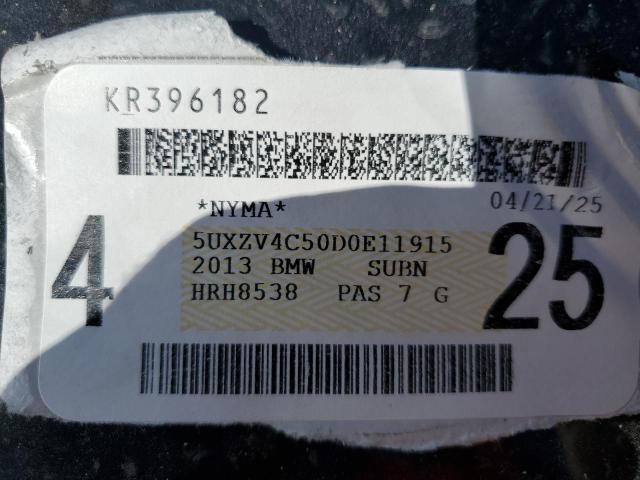 KR396182
*NYMA* 04/21/25
4 25
5UXZV4C50D0E11915
2013 BMW SUBN
HRH8538 PAS 7 G